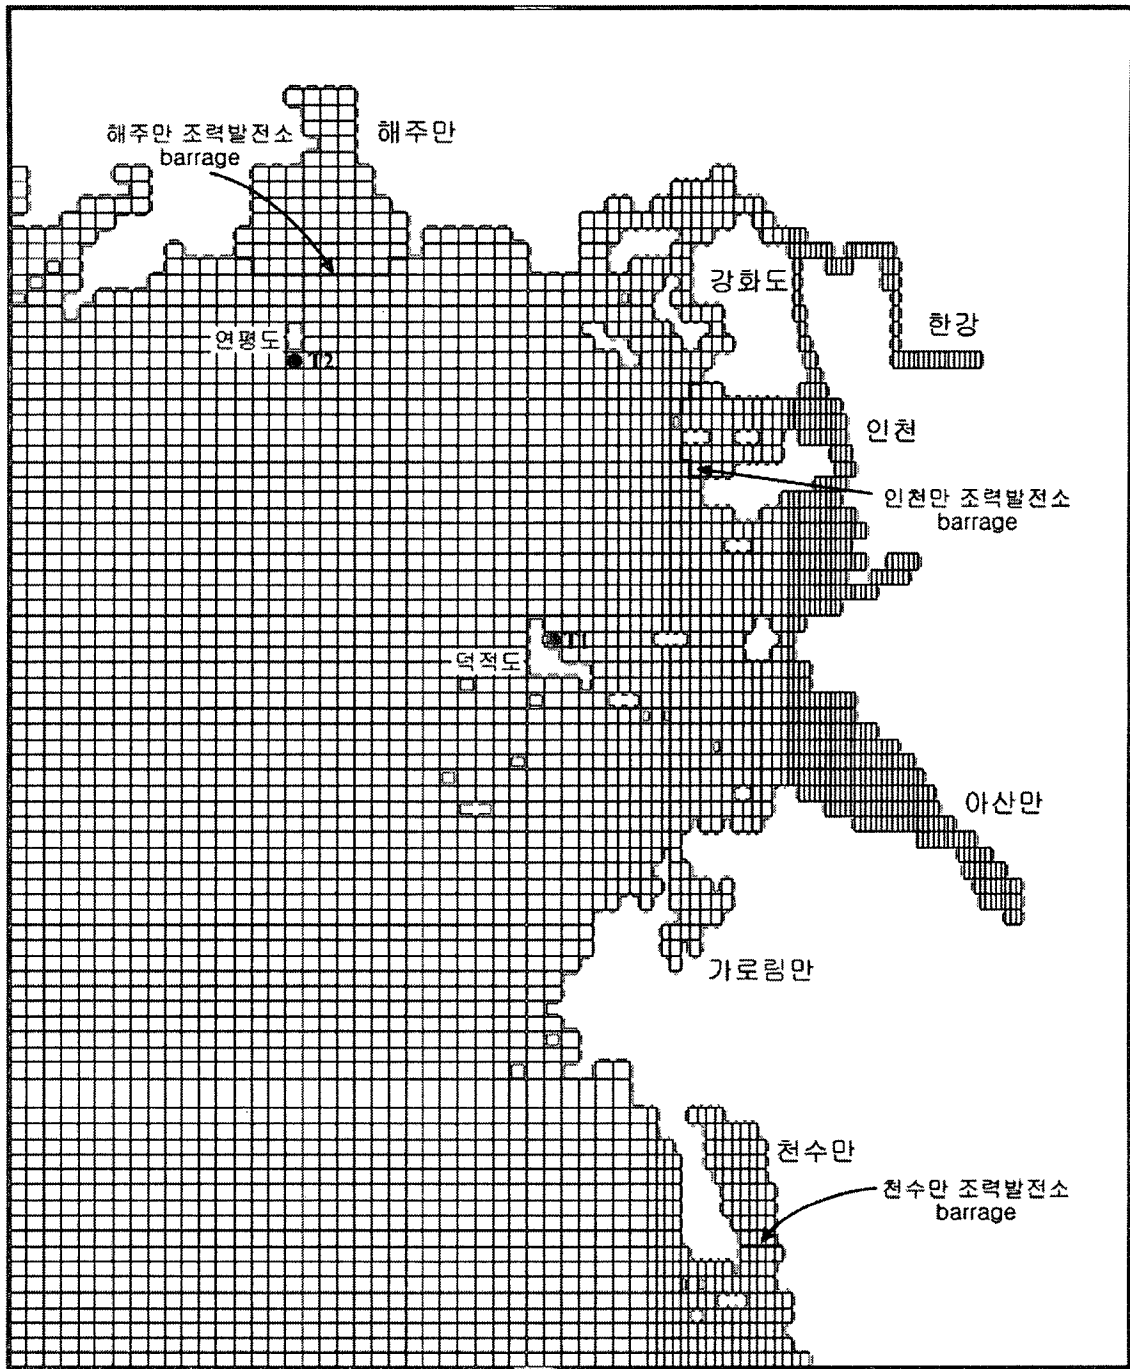 해주만 조력발전소
barrage
해주만
강화도
한강
연평도
T2
인천
인천만 조력발전소
barrage
T1
덕적도
아산만
가로림만
천수만
천수만 조력발전소
barrage